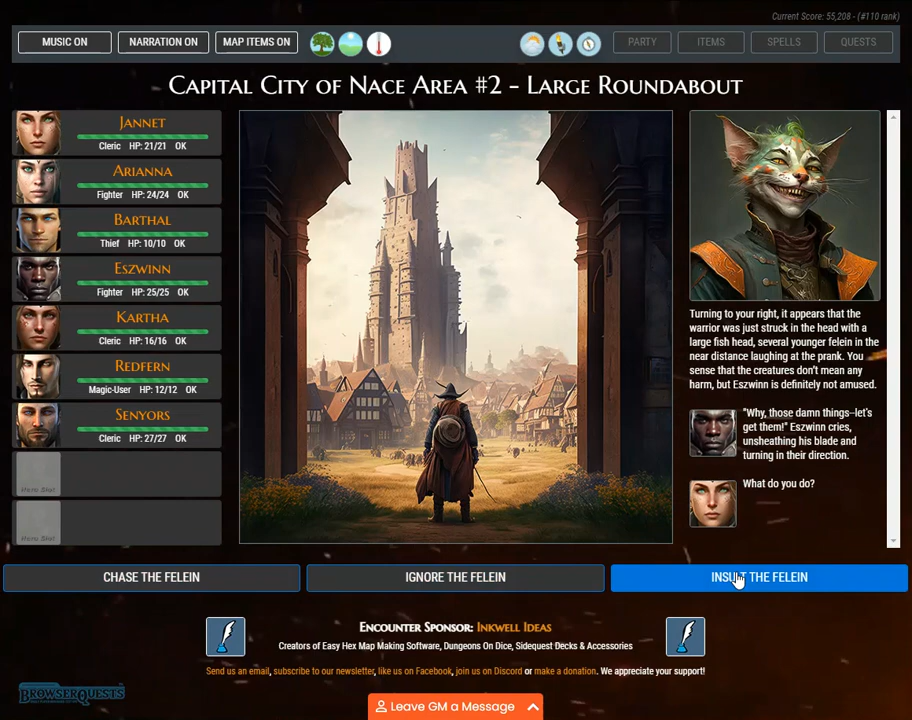 Current Score: 55,208 - (#110 rank)
MUSIC ON
NARRATION ON
MAP ITEMS ON
PARTY
ITEMS
SPELLS
QUESTS
Capital City of Nace Area #2 - Large Roundabout
Jannet
Cleric HP: 21/21 OK
Arianna
Fighter HP: 24/24 OK
Barthal
Thief HP: 10/10 OK
Eszwinn
Fighter HP: 25/25 OK
Kartha
Cleric HP: 16/16 OK
Redfern
Magic-User HP: 12/12 OK
Senyors
Cleric HP: 27/27 OK
Hero Slot
Hero Slot
Turning to your right, it appears that the
warrior was just struck in the head with a
large fish head, several younger felein in the
near distance laughing at the prank. You
sense that the creatures don't mean any
harm, but Eszwinn is definitely not amused.
"Why, those damn things–let's
get them!" Eszwinn cries,
unsheathing his blade and
turning in their direction.
What do you do?
CHASE THE FELEIN
IGNORE THE FELEIN
INSULT THE FELEIN
Encounter Sponsor: Inkwell Ideas
Creators of Easy Hex Map Making Software, Dungeons On Dice, Sidequest Decks & Accessories
Send us an email, subscribe to our newsletter, like us on Facebook, join us on Discord or make a donation. We appreciate your support!
BrowserQuests
Leave GM a Message